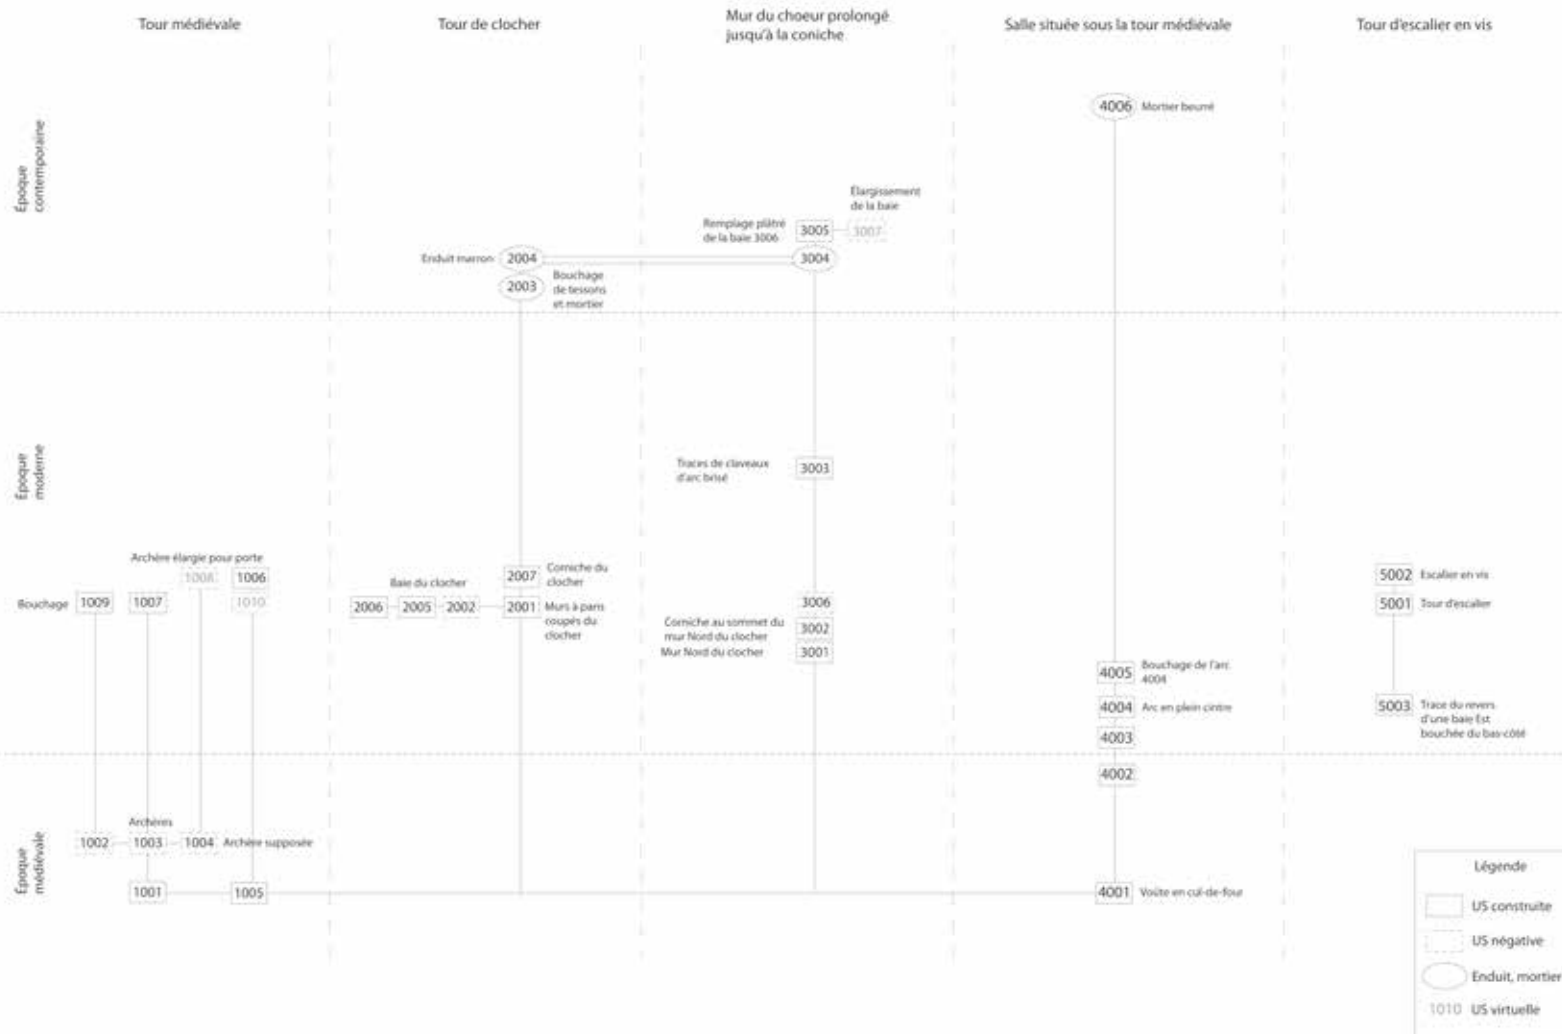 Tour médiévale
Tour de clocher
Mur du choeur prolongé
jusqu'à la coniche
Salle située sous la tour médiévale
Tour d'escalier en vis
Époque
contemporaine
4006 Mortier beurré
Élargissement
de la baie
Remplage plâtré
de la baie 3006
3005
3007
Enduit marron
2004
3004
2003
Bouchage
de tessons
et mortier
Époque
moderne
Traces de claveaux
d'arc brisé
3003
Archère élargie pour porte
1008
1006
Bouchage
1009
1007
1010
Baie du clocher
2007
Corniche du
clocher
2006
2005
2002
2001
Murs à pans
coupés du
clocher
3006
Corniche au sommet du
mur Nord du clocher
3002
Mur Nord du clocher
3001
5002 Escalier en vis
5001 Tour d'escalier
4005
Bouchage de l'arc
4004
4004 Arc en plein cintre
4003
5003
Trace du revers
d'une baie Est
bouchée du bas-côté
Époque
médiévale
4002
Archères
1002
1003
1004
Archère supposée
1001
1005
4001 Voûte en cul-de-four
Légende
US construite
US négative
Enduit, mortier
1010 US virtuelle